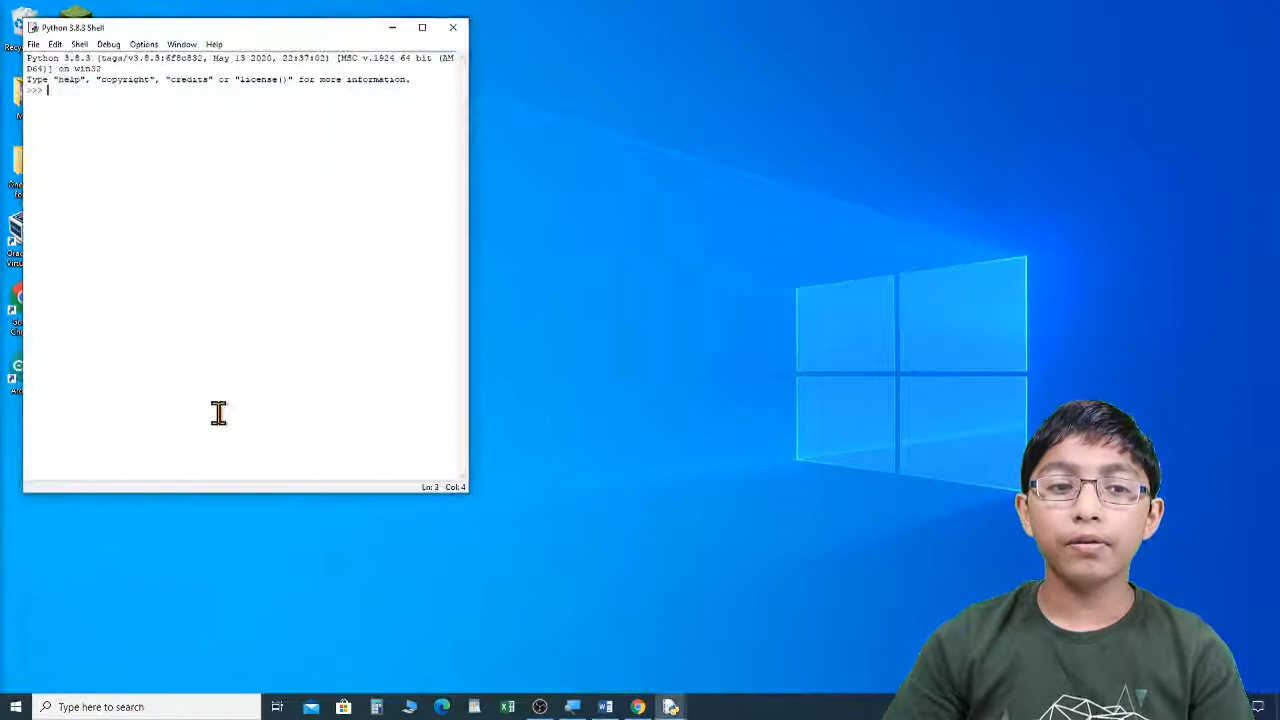 Python 3.8.3 Shell
File Edit Shell Debug Options Window Help
Python 3.8.3 (tags/v3.8.3:6f8c832, May 13 2020, 22:37:02) [MSC v.1924 64 bit (AM
D64)] on win32
Type "help", "copyright", "credits" or "license()" for more information.
>>>
Ln: 3 Col: 4
Type here to search